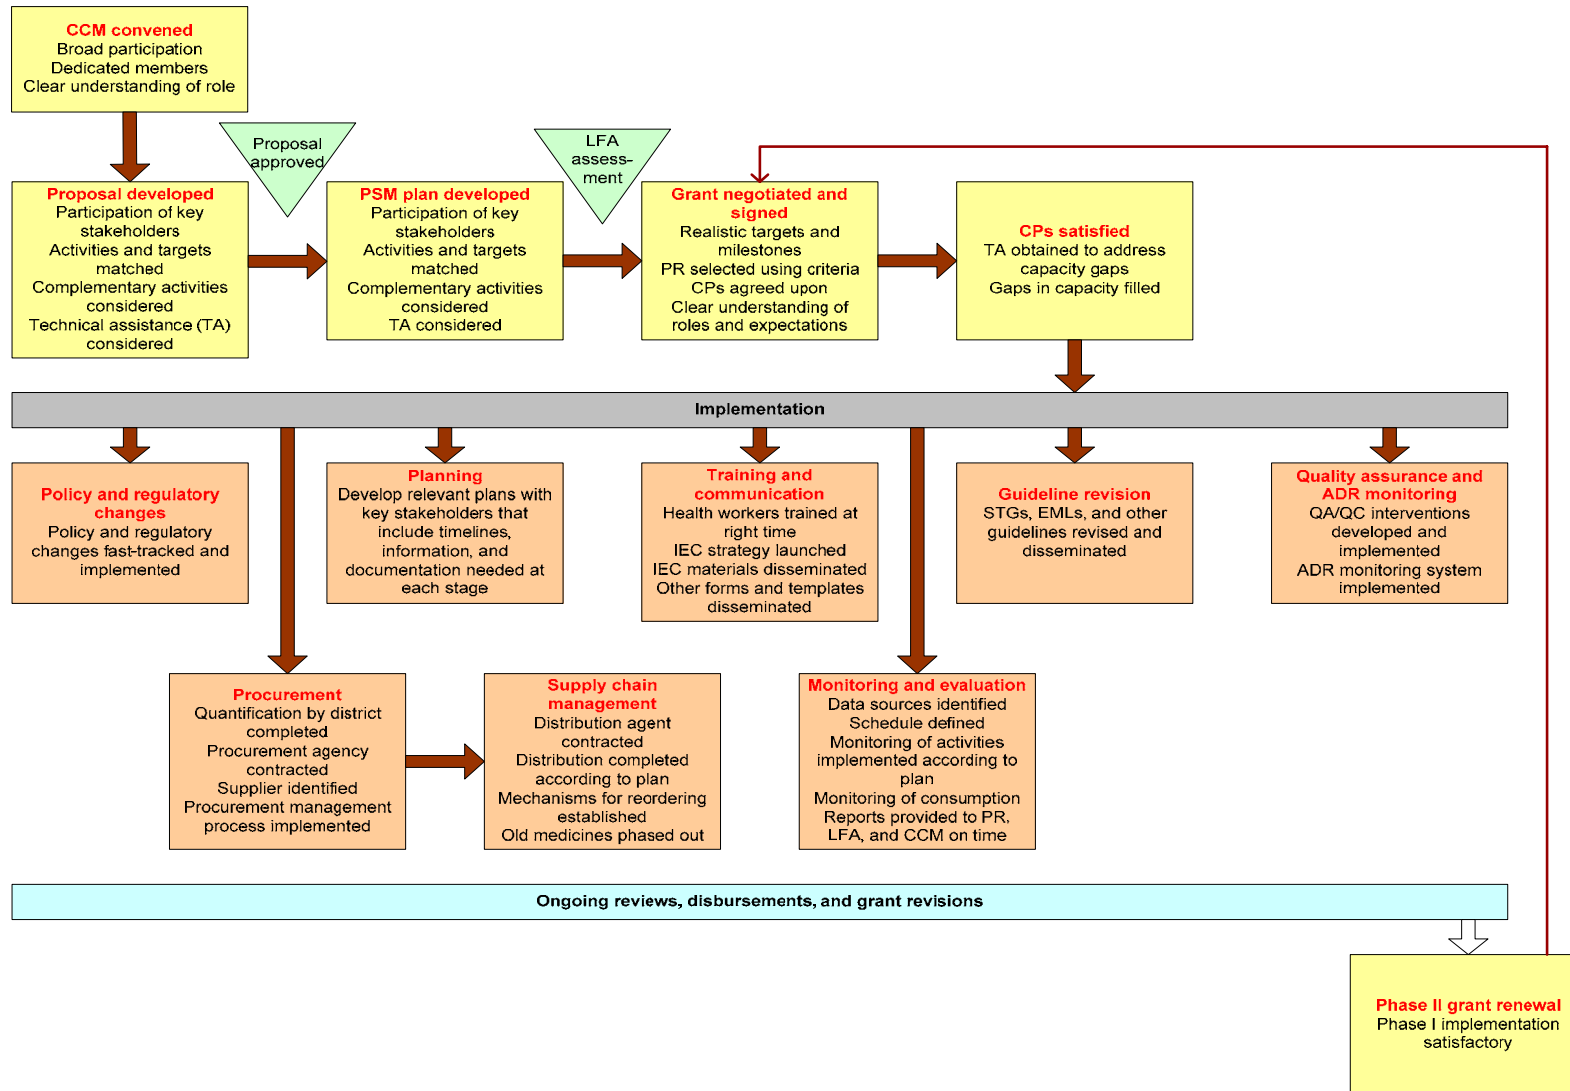 CCM convened
Broad participation
Dedicated members
Clear understanding of role
Proposal
approved
LFA
assess-
ment
Proposal developed
Participation of key
stakeholders
Activities and targets
matched
Complementary activities
considered
Technical assistance (TA)
considered
PSM plan developed
Participation of key
stakeholders
Activities and targets
matched
Complementary activities
considered
TA considered
Grant negotiated and
signed
Realistic targets and
milestones
PR selected using criteria
CPs agreed upon
Clear understanding of
roles and expectations
CPs satisfied
TA obtained to address
capacity gaps
Gaps in capacity filled
Implementation
Policy and regulatory
changes
Policy and regulatory
changes fast-tracked and
implemented
Planning
Develop relevant plans with
key stakeholders that
include timelines,
information, and
documentation needed at
each stage
Training and
communication
Health workers trained at
right time
IEC strategy launched
IEC materials disseminated
Other forms and templates
disseminated
Guideline revision
STGs, EMLs, and other
guidelines revised and
disseminated
Quality assurance and
ADR monitoring
QA/QC interventions
developed and
implemented
ADR monitoring system
implemented
Procurement
Quantification by district
completed
Procurement agency
contracted
Supplier identified
Procurement management
process implemented
Supply chain
management
Distribution agent
contracted
Distribution completed
according to plan
Mechanisms for reordering
established
Old medicines phased out
Monitoring and evaluation
Data sources identified
Schedule defined
Monitoring of activities
implemented according to
plan
Monitoring of consumption
Reports provided to PR,
LFA, and CCM on time
Ongoing reviews, disbursements, and grant revisions
Phase II grant renewal
Phase I implementation
satisfactory